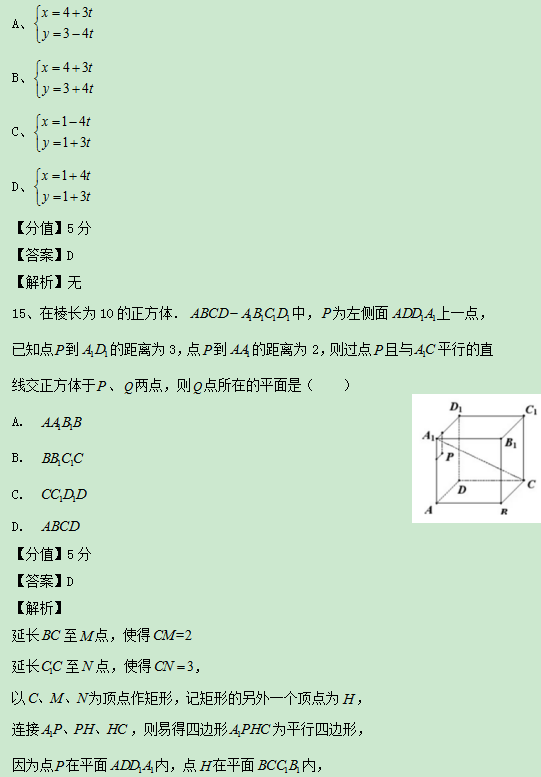 A、{x=4+3t
y=3-4t
B、{x=4+3t
y=3+4t
C、{x=1-4t
y=1+3t
D、{x=1+4t
y=1+3t
【分值】5分
【答案】D
【解析】无
15、在棱长为10的正方体. ABCD-A₁B₁C₁D₁中，P为左侧面ADD₁A₁上一点，
已知点P到A₁D₁的距离为3,点P到AA₁的距离为2,则过点P且与A₁C平行的直
线交正方体于P、Q两点，则Q点所在的平面是( )
A. AA₁B₁B
B. BB₁C₁C
C. CC₁D₁D
D. ABCD
D₁
C₁
A₁
B₁
P
D
C
A
B
【分值】5分
【答案】D
【解析】
延长BC至M点，使得CM=2
延长C₁C至N点，使得CN=3,
以C、M、N为顶点作矩形，记矩形的另外一个顶点为H，
连接A₁P、PH、HC，则易得四边形A₁PHC为平行四边形，
因为点P在平面ADD₁A₁内，点H在平面BCC₁B₁内，